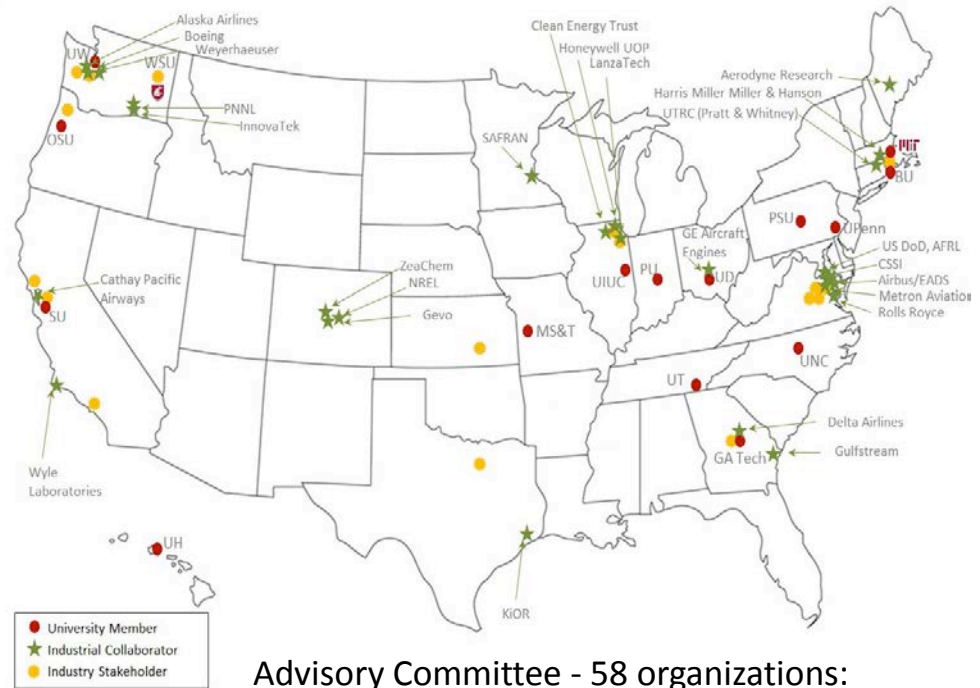 Alaska Airlines
Boeing
Weyerhaeuser
UW
WSU
PNNL
InnovaTek
OSU
Clean Energy Trust
Honeywell UOP
LanzaTech
SAFRAN
Aerodyne Research
Harris Miller Miller & Hanson
UTRC (Pratt & Whitney)
MIT
BU
PSU
UPenn
GE Aircraft
Engines
UD
US DoD, AFRL
CSSI
Airbus/EADS
Metron Aviation
Rolls Royce
Cathay Pacific
Airways
SU
ZeaChem
NREL
Gevo
UIUC
PU
MS&T
UNC
UT
Delta Airlines
GA Tech
Gulfstream
Wyle
Laboratories
UH
KiOR
University Member
Industrial Collaborator
Industry Stakeholder
Advisory Committee - 58 organizations: